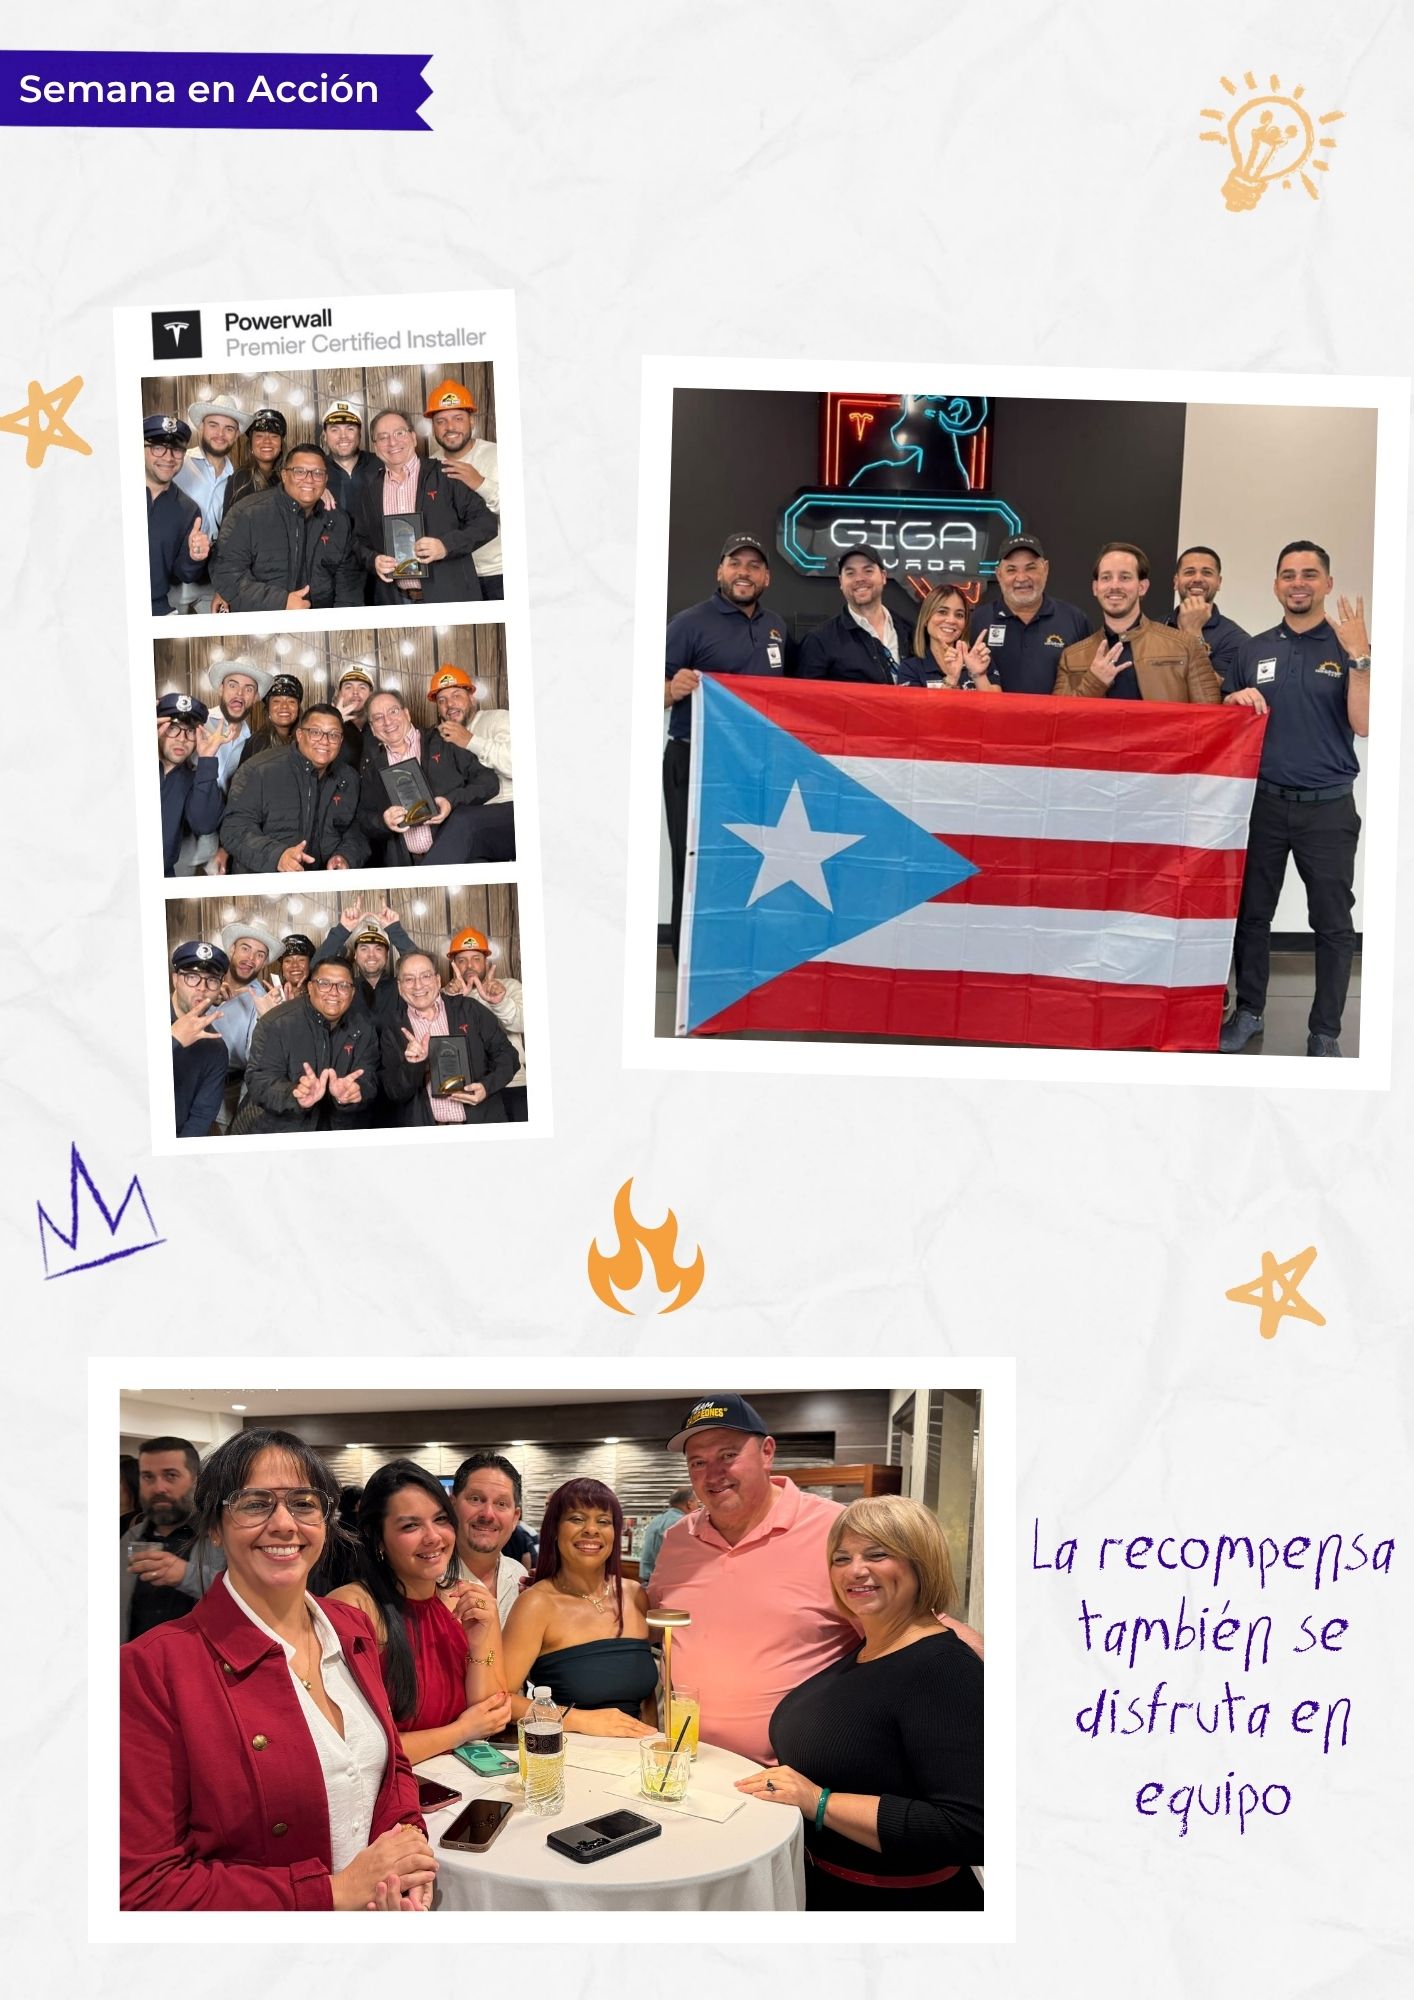 Semana en Acción
Powerwall
Premier Certified Installer
GIGA
La recompensa
también se
disfruta en
equipo